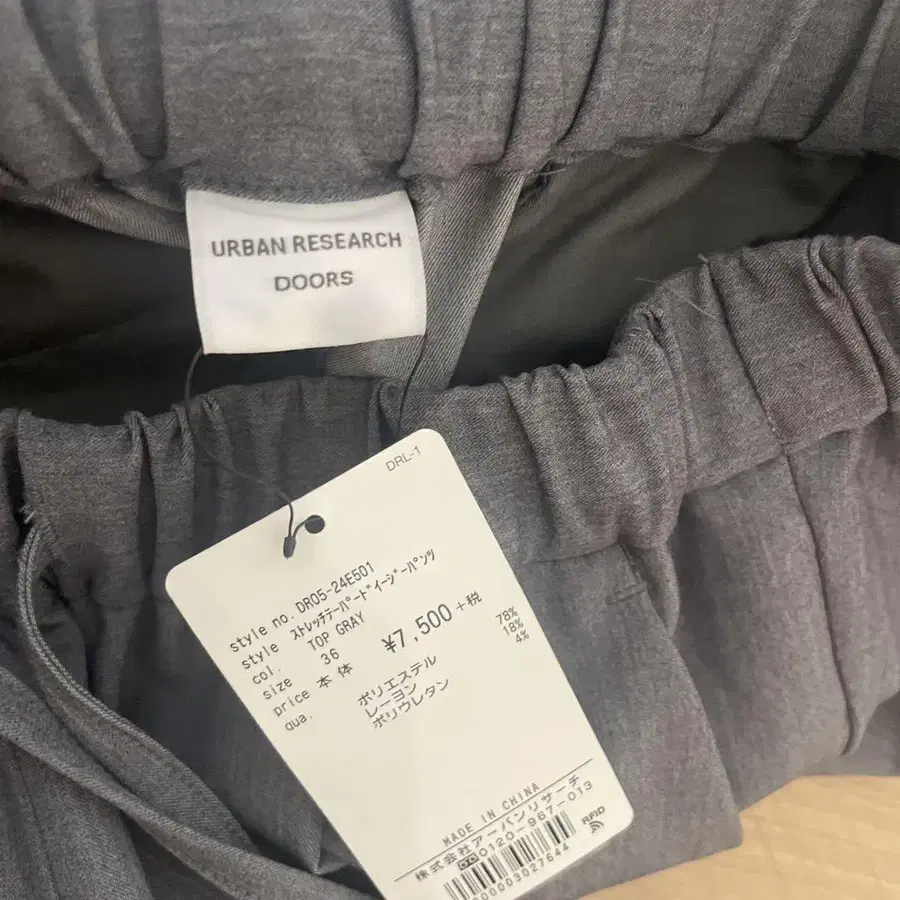 URBAN RESEARCH
DOORS
DRL-1
style no. DR05-24E501
style ストレッチテーパード イージーパンツ
col. TOP GRAY
size 36
price 本体 ¥7,500+税
qua. ポリエステル 78%
レーヨン 18%
ポリウレタン 4%
MADE IN CHINA
株式会社アーバンリサーチ
0120-967-013
RFID